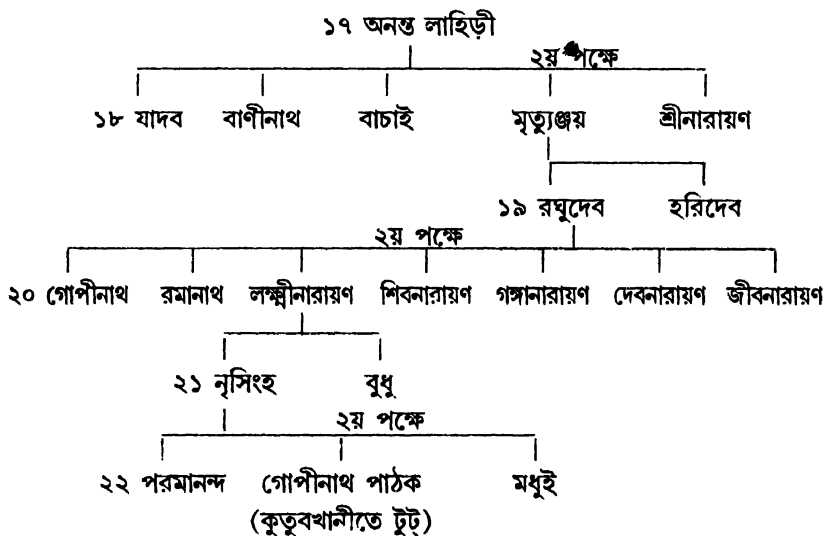 ১৭ অনন্ত লাহিড়ী
২য় পক্ষে
১৮ যাদব বাণীনাথ বাচাই মৃত্যুঞ্জয় শ্রীনারায়ণ
১৯ রঘুদেব হরিদেব
২য় পক্ষে
২০ গোপীনাথ রমানাথ লক্ষ্মীনারায়ণ শিবনারায়ণ গঙ্গানারায়ণ দেবনারায়ণ জীবনারায়ণ
২১ নৃসিংহ বুধু
২য় পক্ষে
২২ পরমানন্দ গোপীনাথ পাঠক মধুই
(কুতুবখানীতে টুট্)